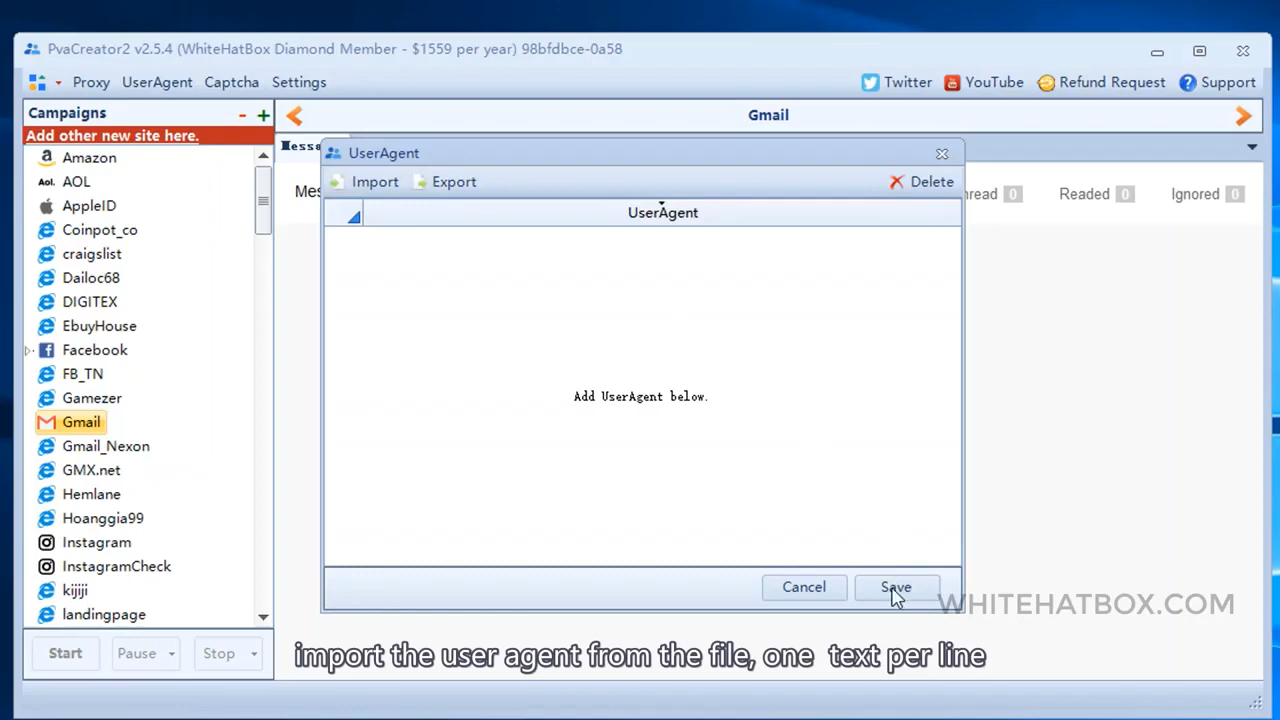 PvaCreator2 v2.5.4 (WhiteHatBox Diamond Member - $1559 per year) 98bfdbce-0a58
Proxy UserAgent Captcha Settings Twitter YouTube Refund Request Support
Campaigns - +
Gmail
Add other new site here.
Messa
UserAgent
Import Export Delete
Mes
read 0 Readed 0 Ignored 0
UserAgent
Add UserAgent below.
Amazon
AOL
AppleID
Coinpot_co
craigslist
Dailoc68
DIGITEX
EbuyHouse
Facebook
FB_TN
Gamezer
Gmail
Gmail_Nexon
GMX.net
Hemlane
Hoanggia99
Instagram
InstagramCheck
kijiji
landingpage
Cancel Save
WHITEHATBOX.COM
Start Pause Stop
import the user agent from the file, one text per line